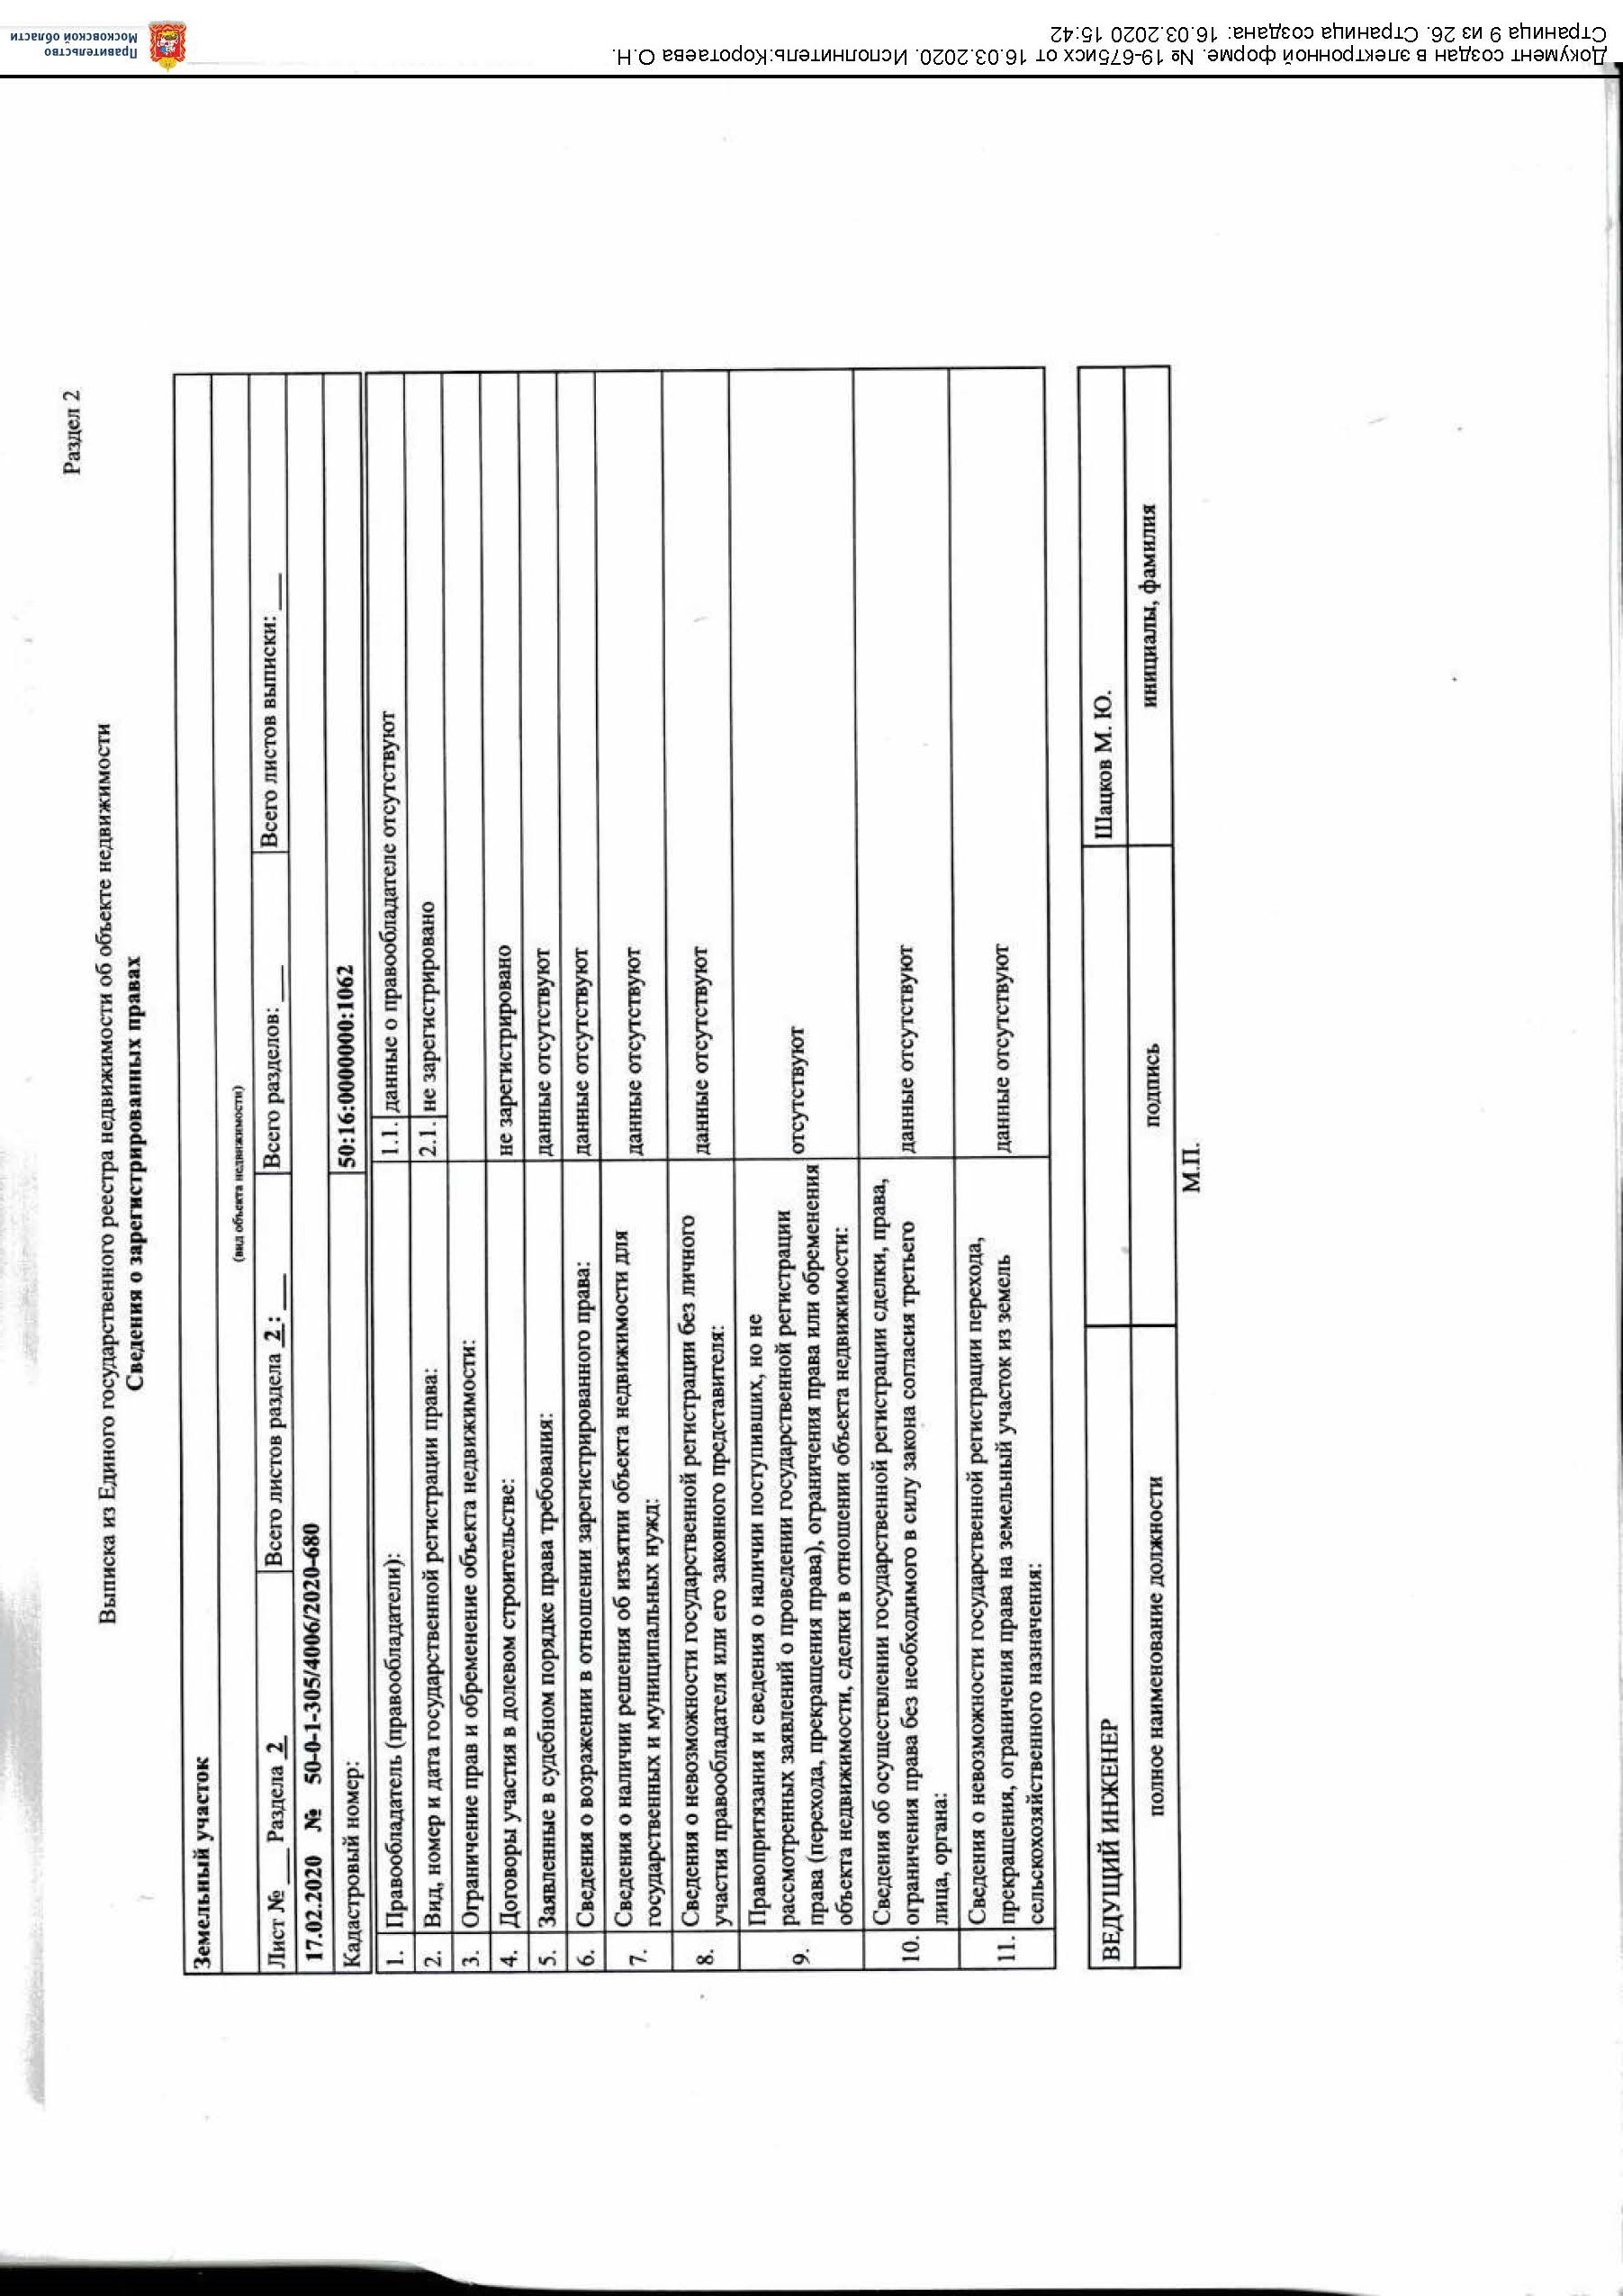 Документ создан в электронной форме. № 19-675исх от 16.03.2020. Исполнитель:Коротаева О.Н.
Страница 9 из 26. Страница создана: 16.03.2020 15:42
Правительство
Московской области
Раздел 2
Выписка из Единого государственного реестра недвижимости об объекте недвижимости
Сведения о зарегистрированных правах
Земельный участок
(вид объекта недвижимости)
Лист № ___ Раздела 2 Всего листов раздела 2 : ___ Всего разделов: ___ Всего листов выписки: ___
17.02.2020 № 50-0-1-305/4006/2020-680
Кадастровый номер: 50:16:0000000:1062
1. Правообладатель (правообладатели): 1.1. данные о правообладателе отсутствуют
2. Вид, номер и дата государственной регистрации права: 2.1. не зарегистрировано
3. Ограничение прав и обременение объекта недвижимости:
4. Договоры участия в долевом строительстве: не зарегистрировано
5. Заявленные в судебном порядке права требования: данные отсутствуют
6. Сведения о возражении в отношении зарегистрированного права: данные отсутствуют
7. Сведения о наличии решения об изъятии объекта недвижимости для
государственных и муниципальных нужд: данные отсутствуют
8. Сведения о невозможности государственной регистрации без личного
участия правообладателя или его законного представителя: данные отсутствуют
9. Правопритязания и сведения о наличии поступивших, но не
рассмотренных заявлений о проведении государственной регистрации
права (перехода, прекращения права), ограничения права или обременения
объекта недвижимости, сделки в отношении объекта недвижимости: отсутствуют
10. Сведения об осуществлении государственной регистрации сделки, права,
ограничения права без необходимого в силу закона согласия третьего
лица, органа: данные отсутствуют
11. Сведения о невозможности государственной регистрации перехода,
прекращения, ограничения права на земельный участок из земель
сельскохозяйственного назначения: данные отсутствуют
ВЕДУЩИЙ ИНЖЕНЕР Шацков М. Ю.
полное наименование должности подпись инициалы, фамилия
М.П.